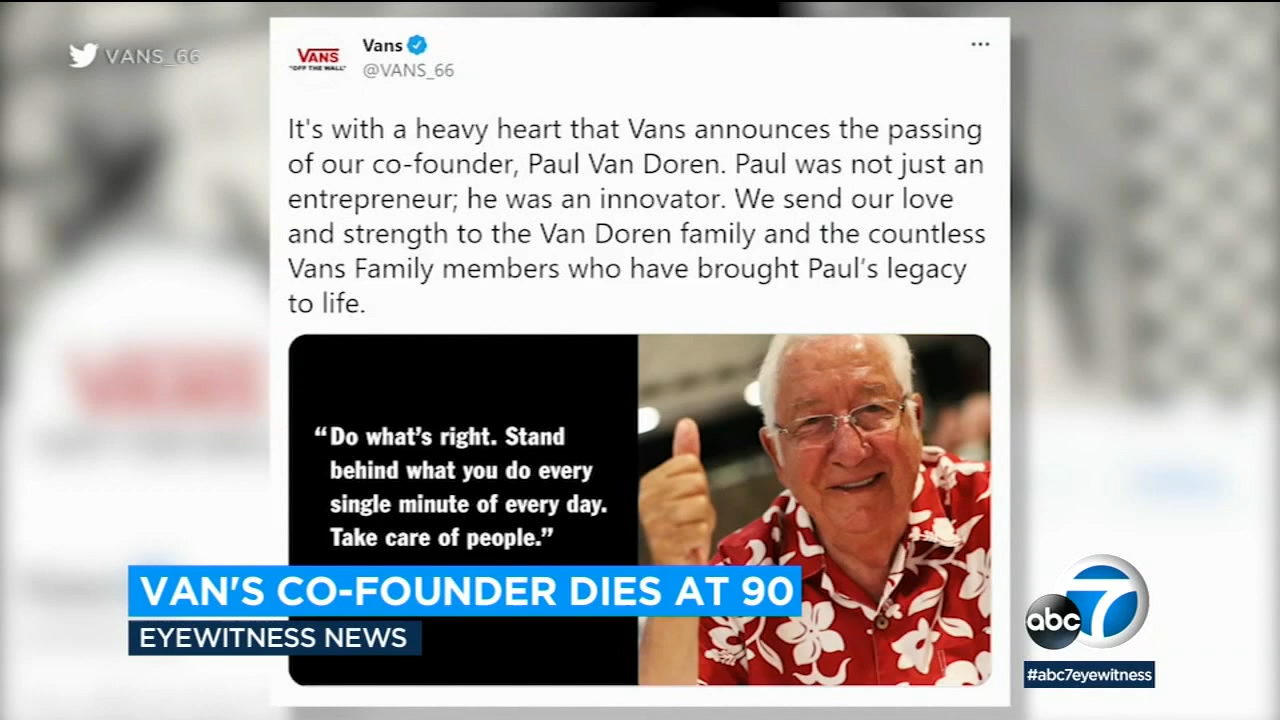 VANS_66
VANS
"OFF THE WALL"
Vans
@VANS_66
It's with a heavy heart that Vans announces the passing
of our co-founder, Paul Van Doren. Paul was not just an
entrepreneur; he was an innovator. We send our love
and strength to the Van Doren family and the countless
Vans Family members who have brought Paul's legacy
to life.
“Do what's right. Stand
behind what you do every
single minute of every day.
Take care of people.”
VAN'S CO-FOUNDER DIES AT 90
EYEWITNESS NEWS
abc 7
#abc7eyewitness